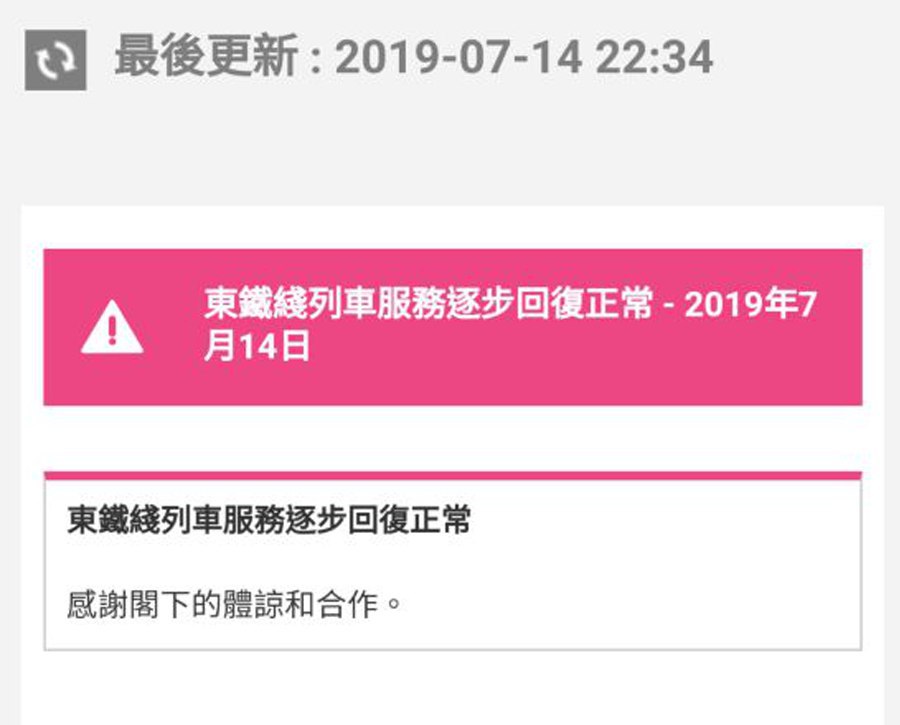 最後更新 : 2019-07-14 22:34
東鐵綫列車服務逐步回復正常 - 2019年7
月14日
東鐵綫列車服務逐步回復正常
感謝閣下的體諒和合作。